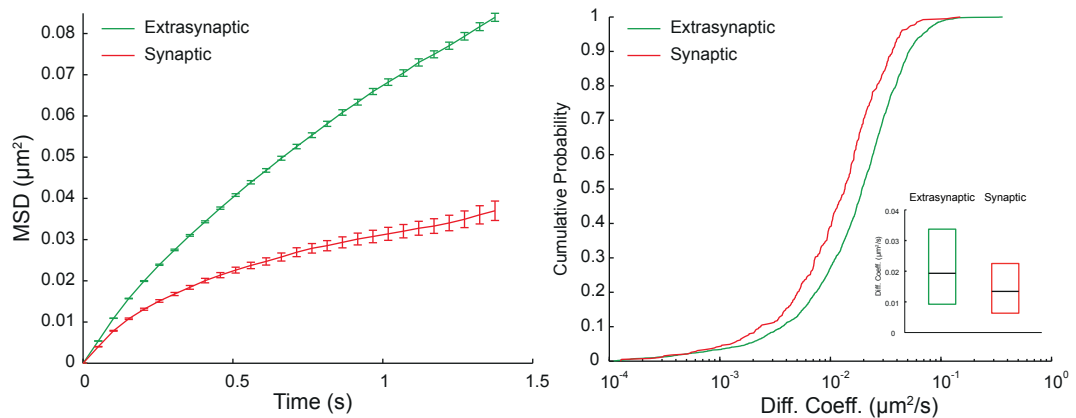 Extrasynaptic
Synaptic
MSD (μm²)
0.08
0.07
0.06
0.05
0.04
0.03
0.02
0.01
0
0 0.5 1 1.5
Time (s)
Extrasynaptic
Synaptic
Cumulative Probability
1
0.9
0.8
0.7
0.6
0.5
0.4
0.3
0.2
0.1
0
10⁻⁴ 10⁻³ 10⁻² 10⁻¹ 10⁰
Diff. Coeff. (μm²/s)
Extrasynaptic Synaptic
Diff. Coeff. (μm²/s)
0.04
0.03
0.02
0.01
0